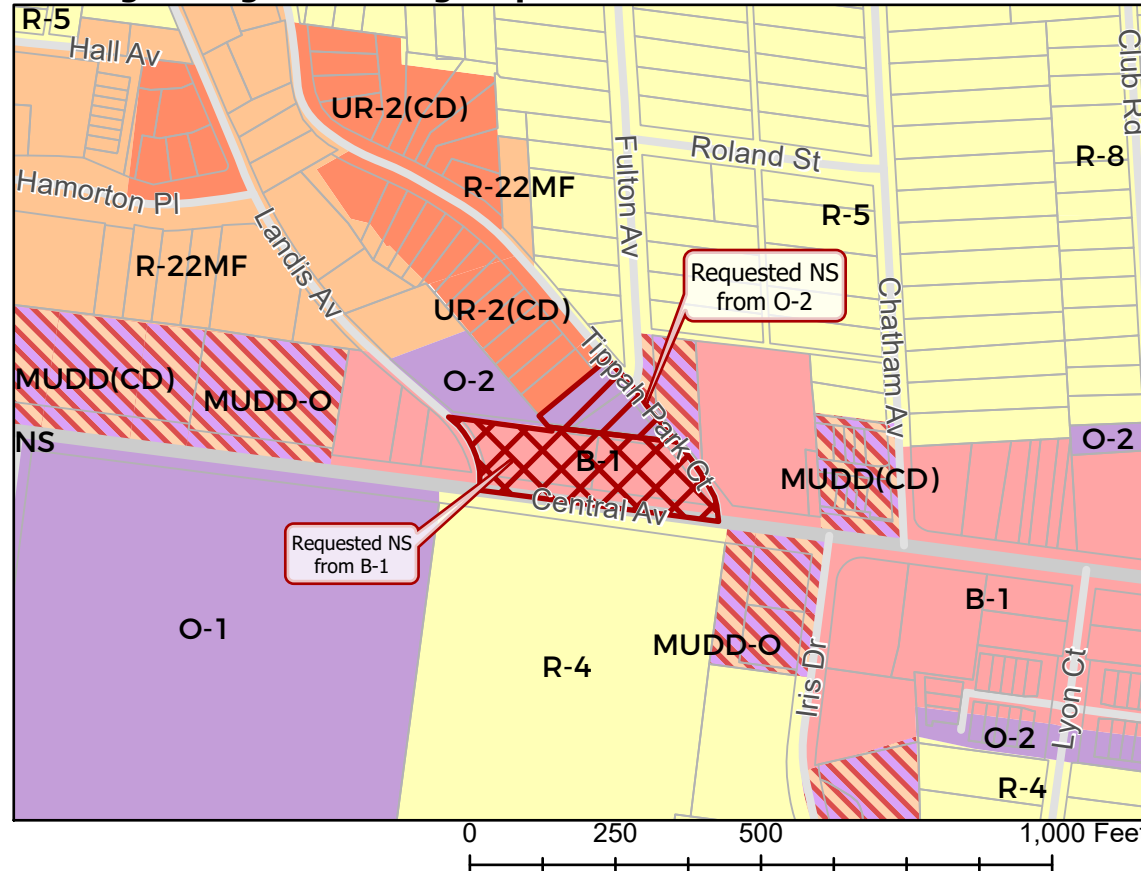 R-5
Hall Av
UR-2(CD)
Club Rd
Fulton Av
Roland St
R-8
Hamorton Pl
R-22MF
R-5
Landis Av
R-22MF
Requested NS
from O-2
Chatham Av
UR-2(CD)
Tippah Park Ct
O-2
MUDD(CD)
MUDD-O
NS
O-2
B-1
MUDD(CD)
Central Av
Requested NS
from B-1
B-1
O-1
MUDD-O
R-4
Iris Dr
Lyon Ct
O-2
R-4
0 250 500 1,000 Feet